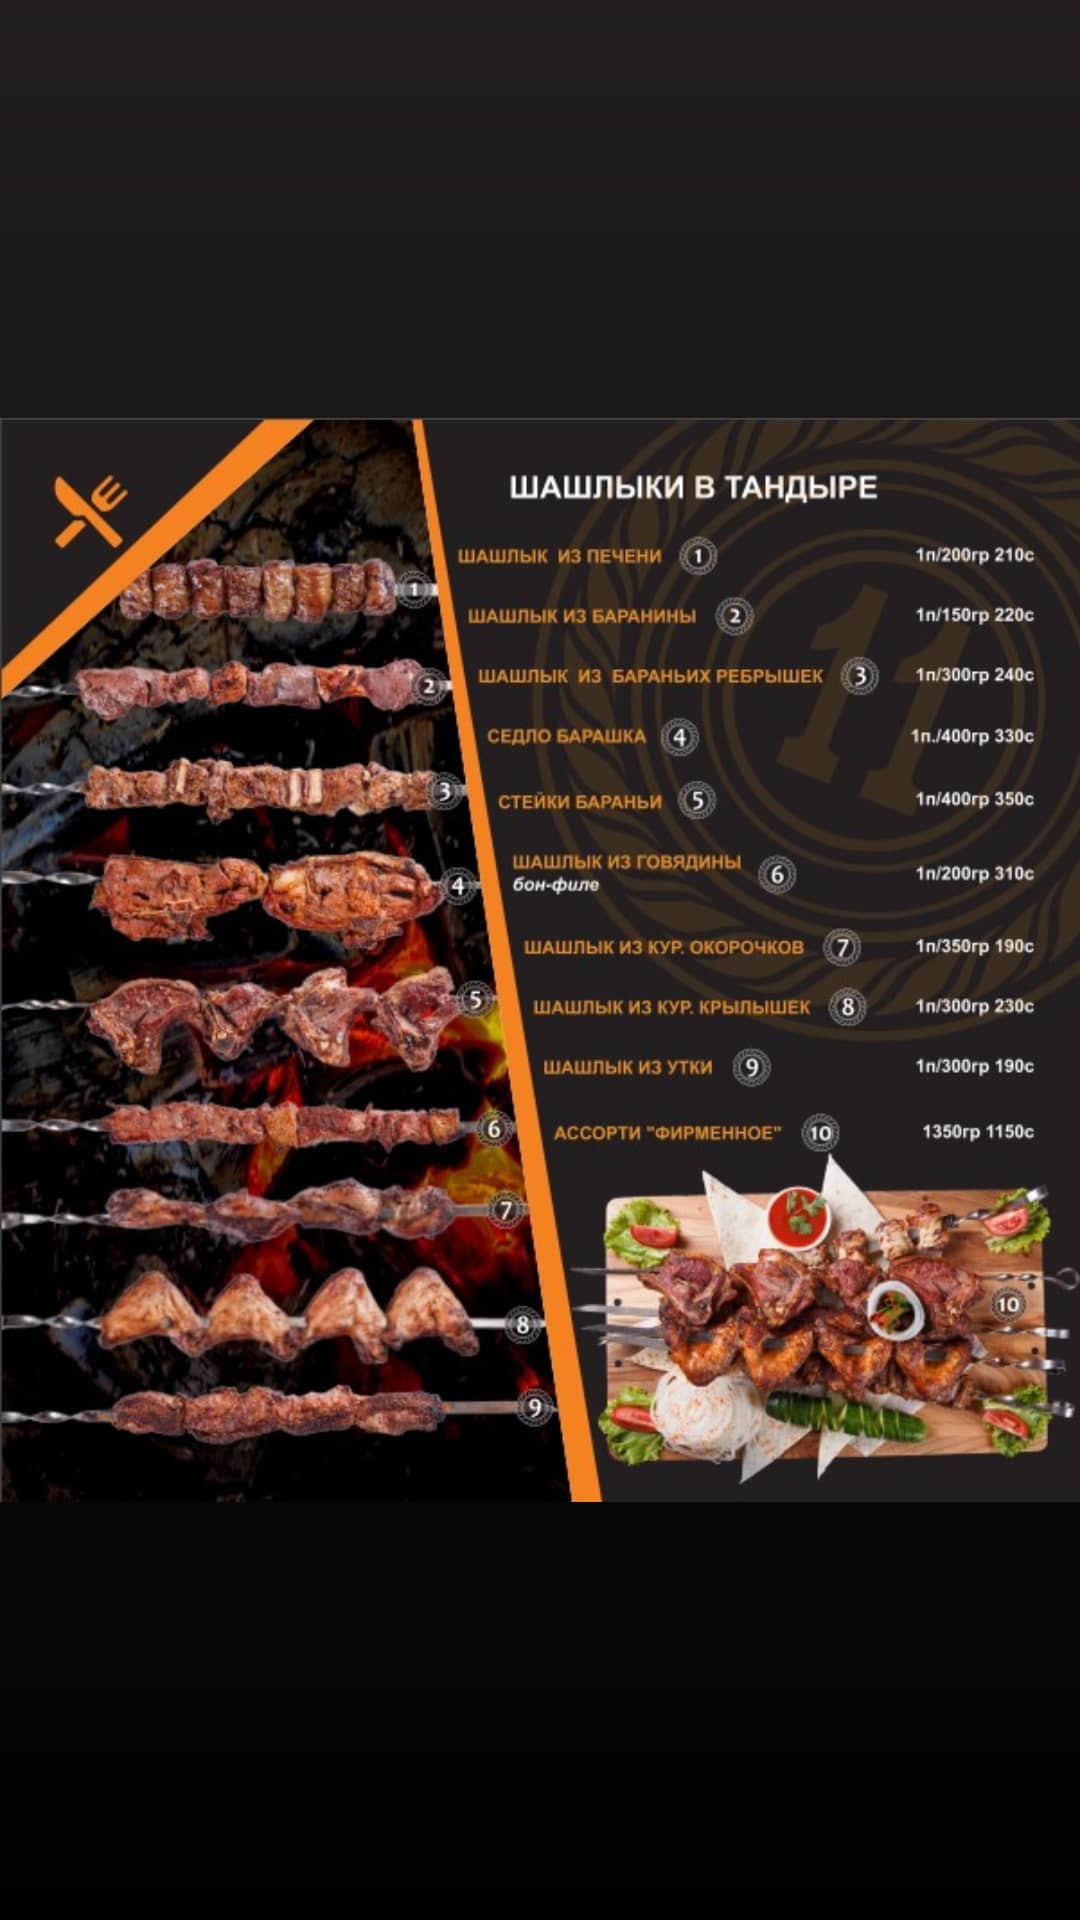 ШАШЛЫКИ В ТАНДЫРЕ
ШАШЛЫК ИЗ ПЕЧЕНИ 1 1п/200гр 210с
ШАШЛЫК ИЗ БАРАНИНЫ 2 1п/150гр 220с
ШАШЛЫК ИЗ БАРАНЬИХ РЕБРЫШЕК 3 1п/300гр 240с
СЕДЛО БАРАШКА 4 1п./400гр 330с
СТЕЙКИ БАРАНЬИ 5 1п/400гр 350с
ШАШЛЫК ИЗ ГОВЯДИНЫ 6 1п/200гр 310с
бон-филе
ШАШЛЫК ИЗ КУР. ОКОРОЧКОВ 7 1п/350гр 190с
ШАШЛЫК ИЗ КУР. КРЫЛЫШЕК 8 1п/300гр 230с
ШАШЛЫК ИЗ УТКИ 9 1п/300гр 190с
АССОРТИ "ФИРМЕННОЕ" 10 1350гр 1150с
1
2
3
4
5
6
7
8
9
10
11